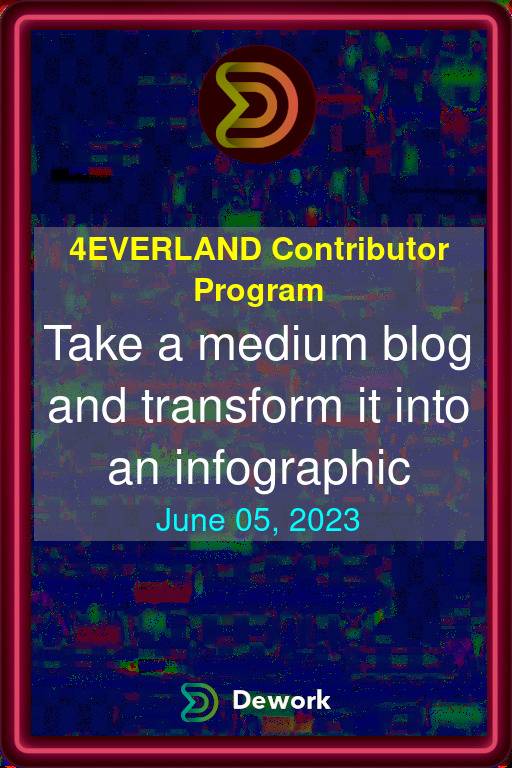 4EVERLAND Contributor
Program
Take a medium blog
and transform it into
an infographic
June 05, 2023
Dework